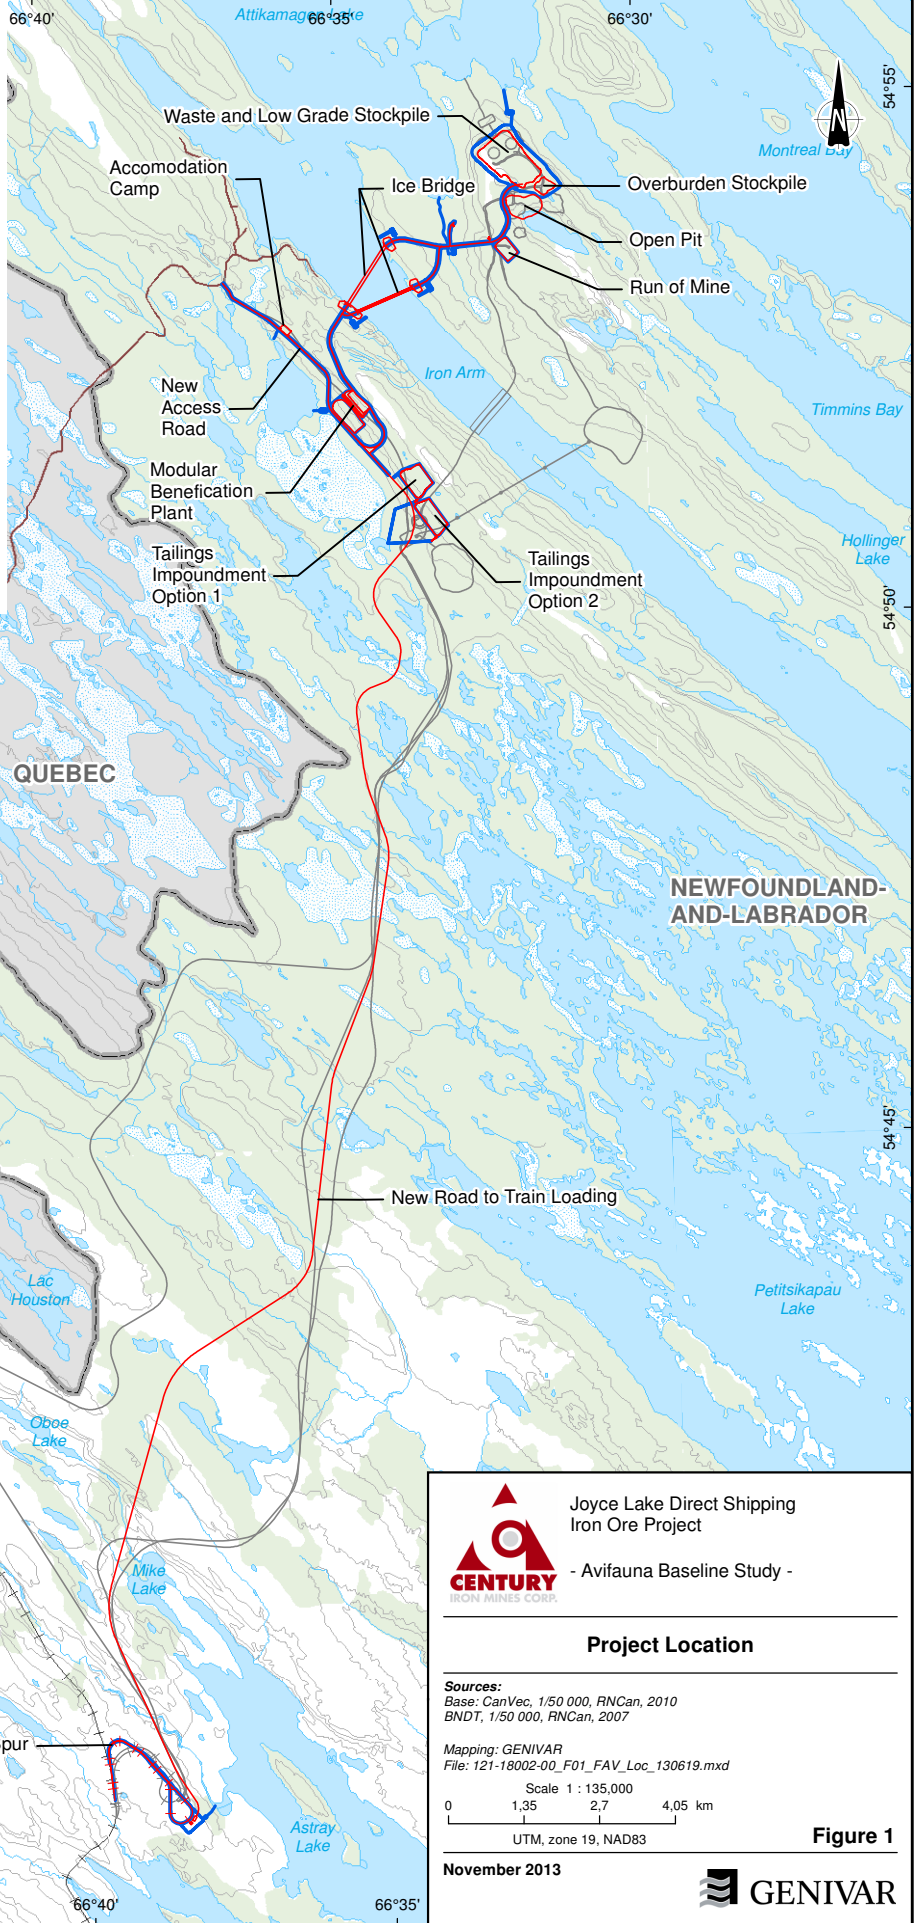 66°40'
Attikamagen Lake
66°35'
66°30'
54°55'
Waste and Low Grade Stockpile
N
Montreal Bay
Accomodation
Camp
Ice Bridge
Overburden Stockpile
Open Pit
Run of Mine
Iron Arm
New
Access
Road
Timmins Bay
Modular
Benefication
Plant
Hollinger
Lake
Tailings
Impoundment
Option 1
Tailings
Impoundment
Option 2
54°50'
QUEBEC
NEWFOUNDLAND-
AND-LABRADOR
54°45'
New Road to Train Loading
Lac
Houston
Petitsikapau
Lake
Oboe
Lake
Mike
Lake
pur
Astray
Lake
66°40'
66°35'
CENTURY
IRON MINES CORP.
Joyce Lake Direct Shipping
Iron Ore Project
- Avifauna Baseline Study -
Project Location
Sources:
Base: CanVec, 1/50 000, RNCan, 2010
BNDT, 1/50 000, RNCan, 2007
Mapping: GENIVAR
File: 121-18002-00_F01_FAV_Loc_130619.mxd
Scale 1 : 135,000
0 1,35 2,7 4,05 km
UTM, zone 19, NAD83
Figure 1
November 2013
GENIVAR